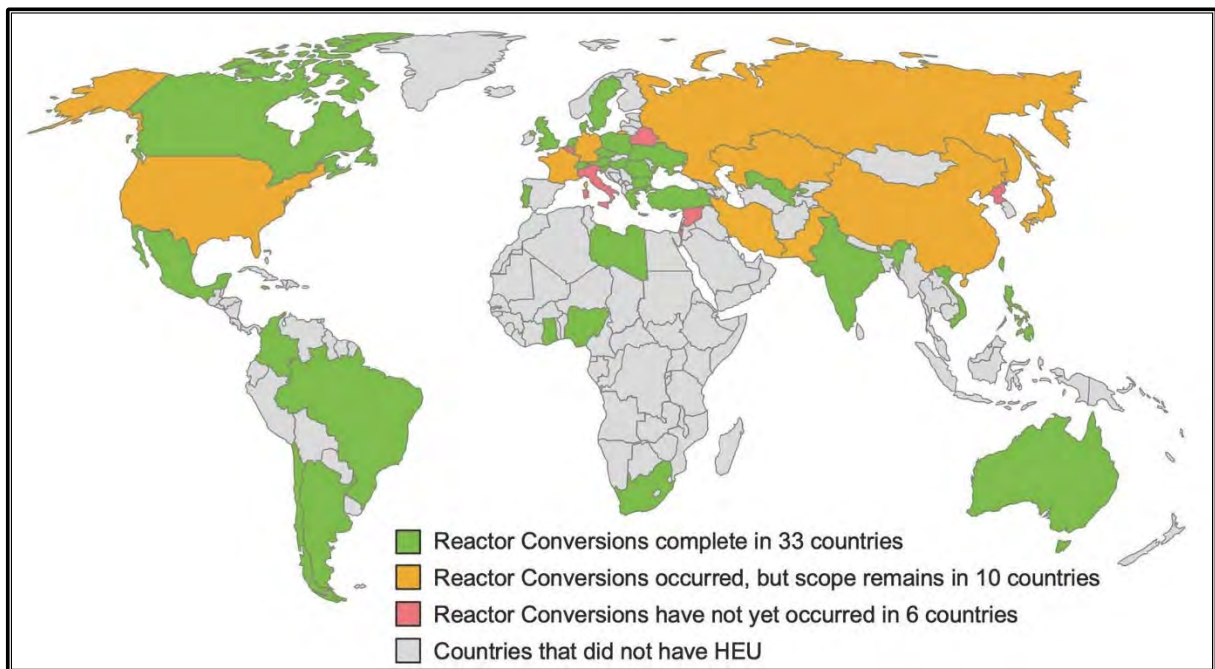 Reactor Conversions complete in 33 countries
Reactor Conversions occurred, but scope remains in 10 countries
Reactor Conversions have not yet occurred in 6 countries
Countries that did not have HEU